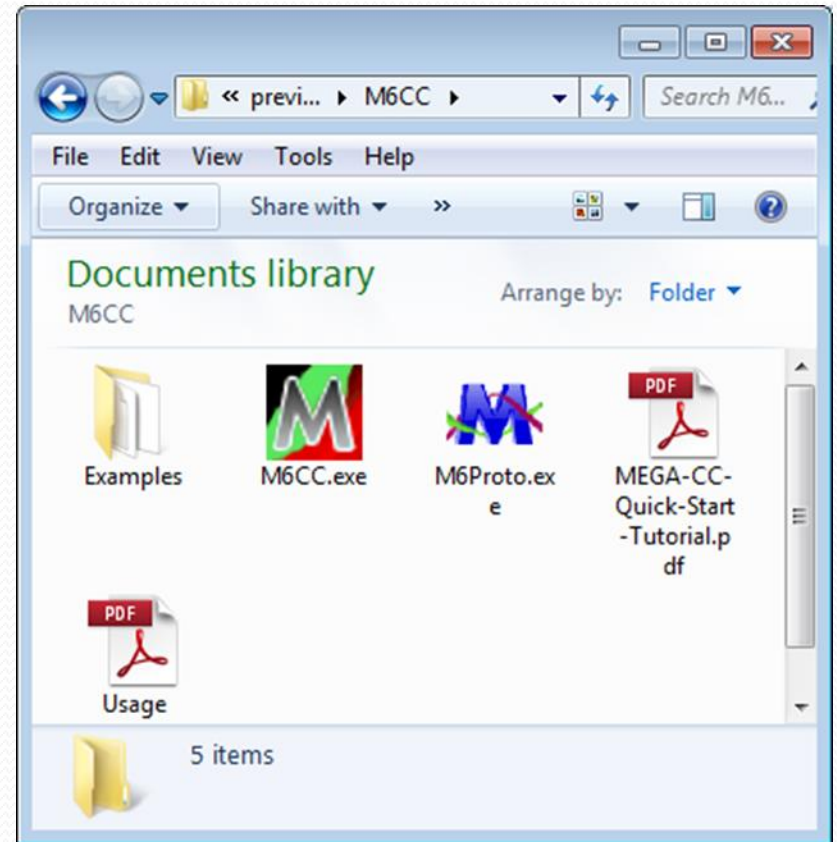 « previ... ▸ M6CC ▸ Search M6...
File Edit View Tools Help
Organize ▾ Share with ▾ »
Documents library
M6CC
Arrange by: Folder ▾
Examples
M6CC.exe
M6Proto.ex
e
PDF
MEGA-CC-
Quick-Start
-Tutorial.p
df
PDF
Usage
5 items